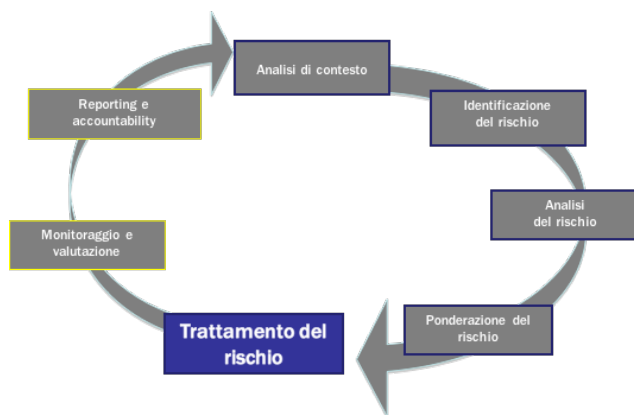 Analisi di contesto
Identificazione
del rischio
Analisi
del rischio
Ponderazione del
rischio
Trattamento del
rischio
Monitoraggio e
valutazione
Reporting e
accountability